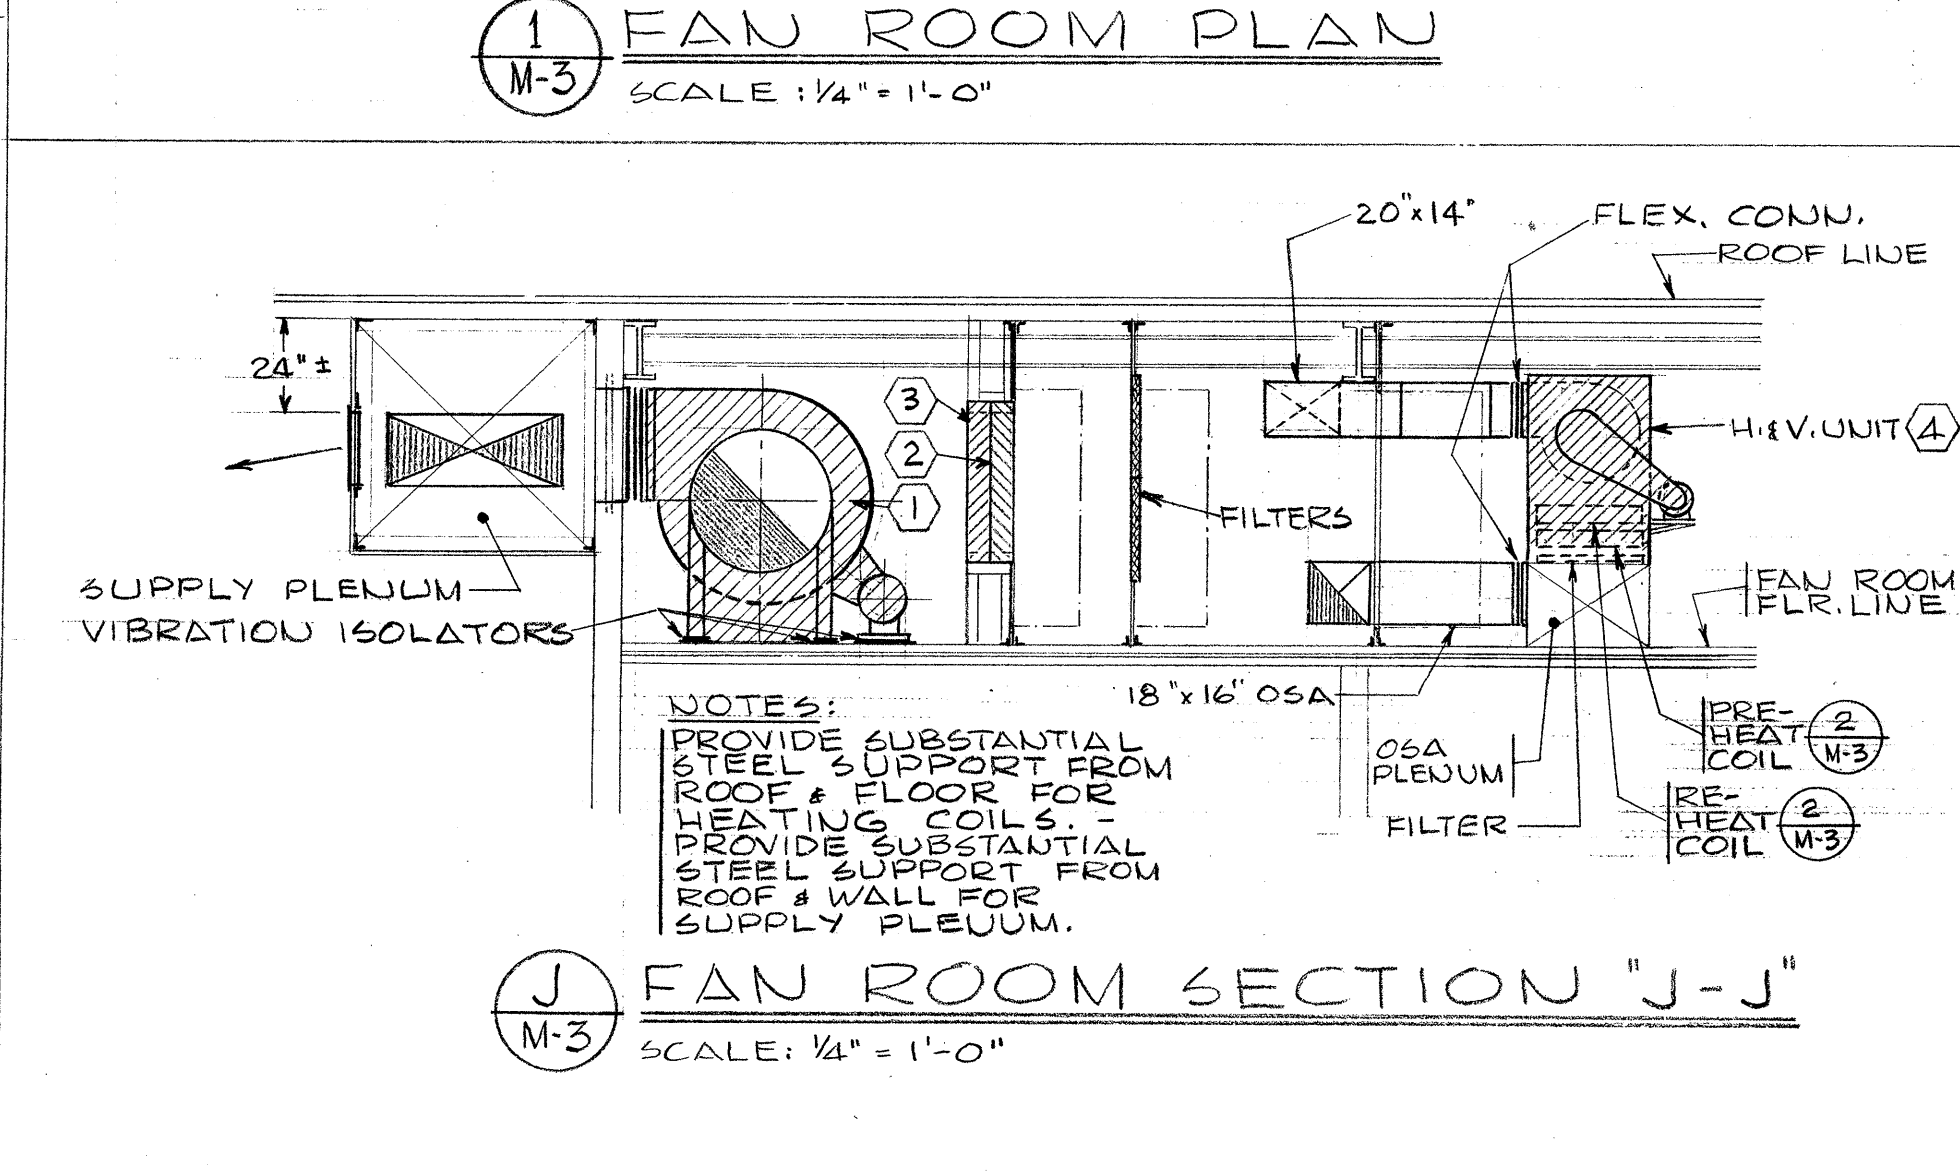 1
M-3
FAN ROOM PLAN
SCALE : 1/4" = 1'-0"
20"x14"
FLEX. CONN.
ROOF LINE
24" ±
3
2
1
H.&V. UNIT 4
FILTERS
SUPPLY PLENUM
VIBRATION ISOLATORS
FAN ROOM
FLR. LINE
18"x16" OSA
NOTES:
PROVIDE SUBSTANTIAL
STEEL SUPPORT FROM
ROOF & FLOOR FOR
HEATING COILS. -
PROVIDE SUBSTANTIAL
STEEL SUPPORT FROM
ROOF & WALL FOR
SUPPLY PLENUM.
OSA
PLENUM
FILTER
PRE-
HEAT
COIL
2
M-3
RE-
HEAT
COIL
2
M-3
J
M-3
FAN ROOM SECTION "J-J"
SCALE: 1/4" = 1'-0"